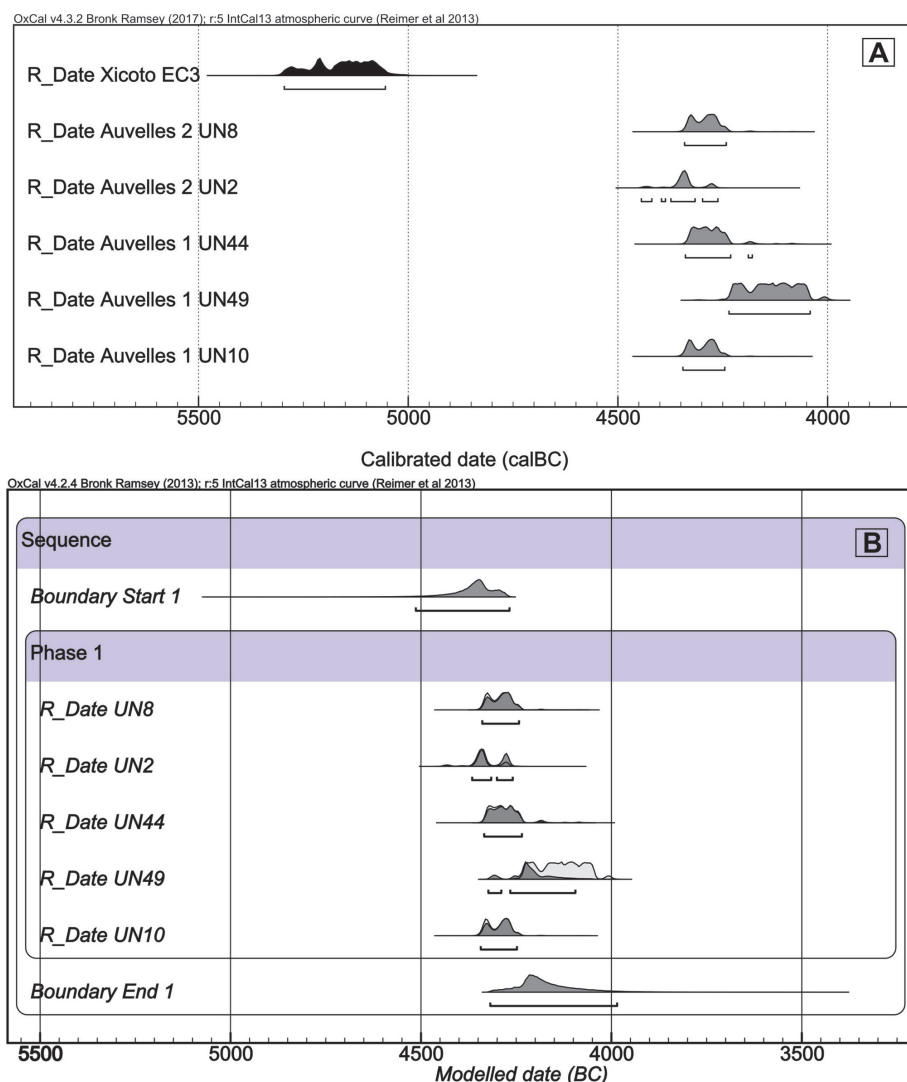 OxCal v4.3.2 Bronk Ramsey (2017); r:5 IntCal13 atmospheric curve (Reimer et al 2013)
A
R_Date Xicoto EC3
R_Date Auvelles 2 UN8
R_Date Auvelles 2 UN2
R_Date Auvelles 1 UN44
R_Date Auvelles 1 UN49
R_Date Auvelles 1 UN10
5500 5000 4500 4000
Calibrated date (calBC)
OxCal v4.2.4 Bronk Ramsey (2013); r:5 IntCal13 atmospheric curve (Reimer et al 2013)
Sequence B
Boundary Start 1
Phase 1
R_Date UN8
R_Date UN2
R_Date UN44
R_Date UN49
R_Date UN10
Boundary End 1
5500 5000 4500 4000 3500
Modelled date (BC)